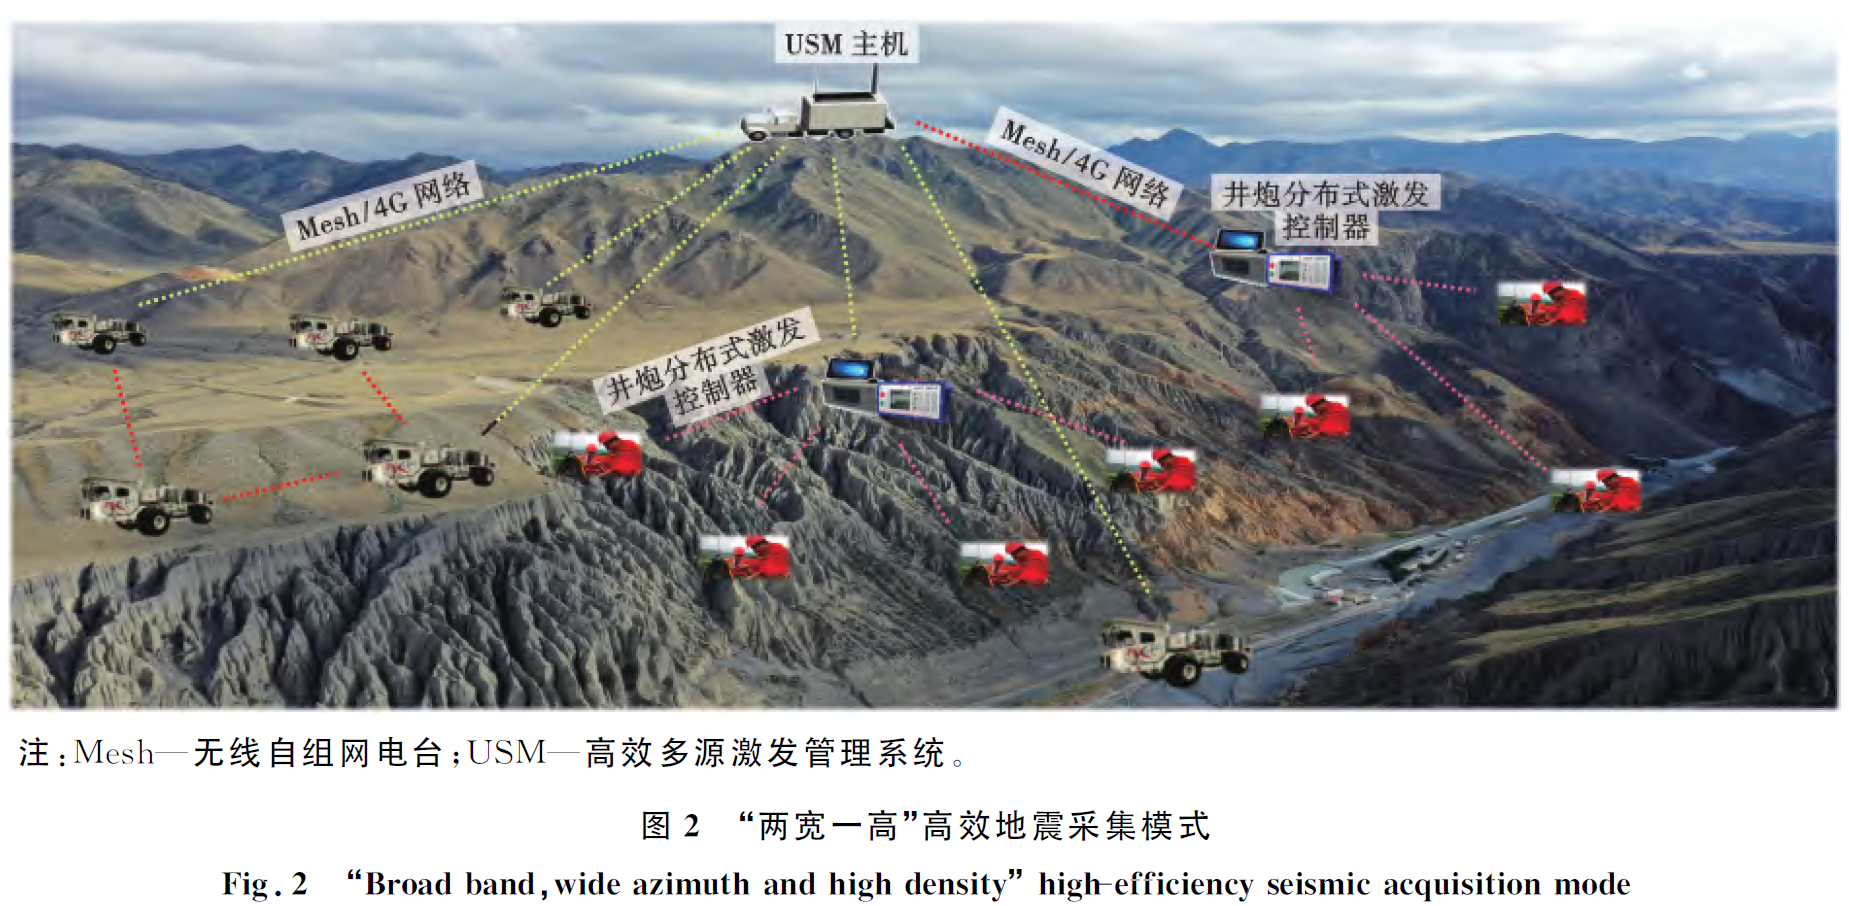 USM 主机
Mesh/4G 网络
Mesh/4G 网络
井炮分布式激发
控制器
井炮分布式激发
控制器
注:Mesh—无线自组网电台;USM—高效多源激发管理系统。
图 2 “两宽一高”高效地震采集模式
Fig. 2 “Broad band,wide azimuth and high density” high-efficiency seismic acquisition mode